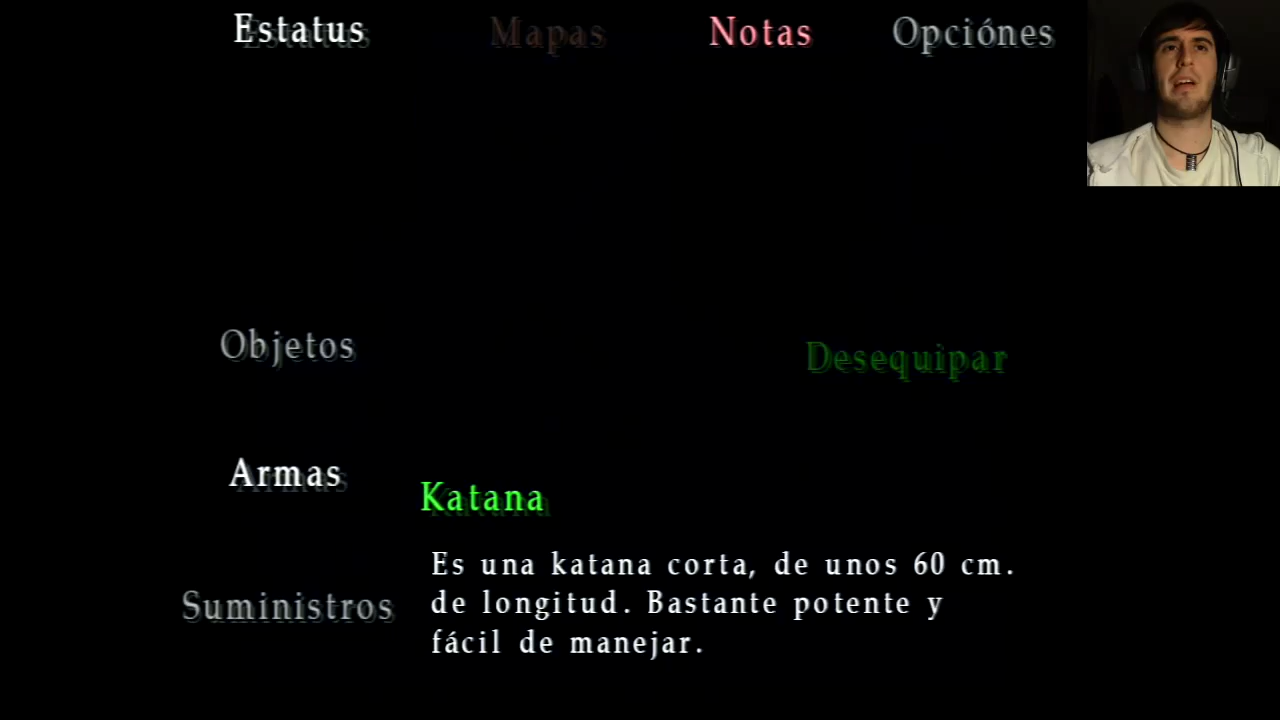 Estatus Mapas Notas Opciónes
Objetos
Desequipar
Armas
Katana
Es una katana corta, de unos 60 cm.
de longitud. Bastante potente y
fácil de manejar.
Suministros